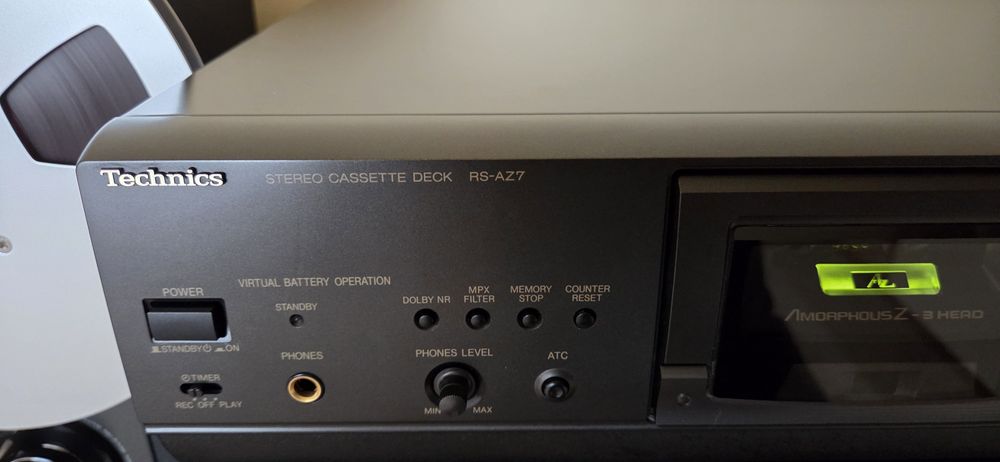 Technics STEREO CASSETTE DECK RS-AZ7
VIRTUAL BATTERY OPERATION
POWER
STANDBY
STANDBY ⏻ ON
TIMER
REC OFF PLAY
PHONES
DOLBY NR
MPX
FILTER
MEMORY
STOP
COUNTER
RESET
PHONES LEVEL
MIN MAX
ATC
AZ
AMORPHOUS Z - 3 HEAD